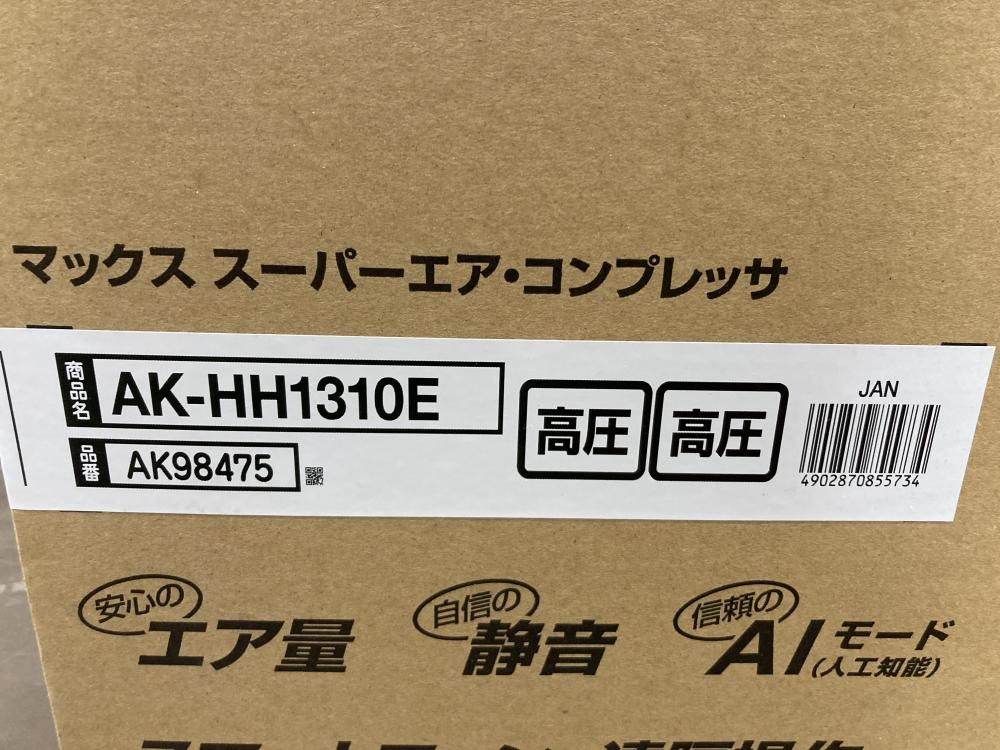 マックス スーパーエア・コンプレッサ
商品名 AK-HH1310E
品番 AK98475
高圧 高圧
JAN
4902870855734
安心の エア量
自信の 静音
信頼の AIモード
(人工知能)